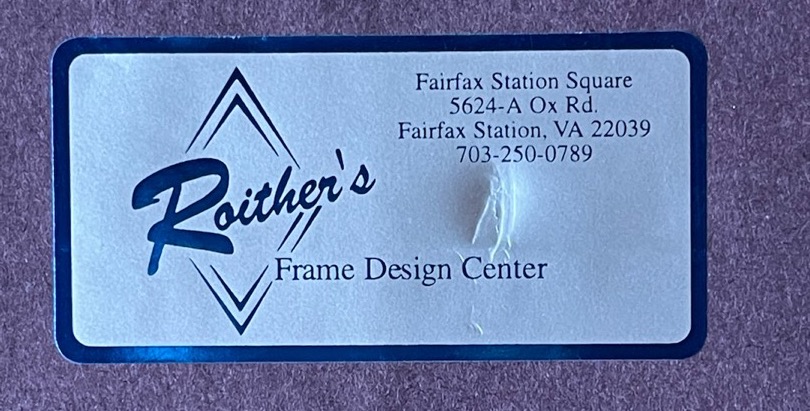 Fairfax Station Square
5624-A Ox Rd.
Fairfax Station, VA 22039
703-250-0789
Roither's
Frame Design Center